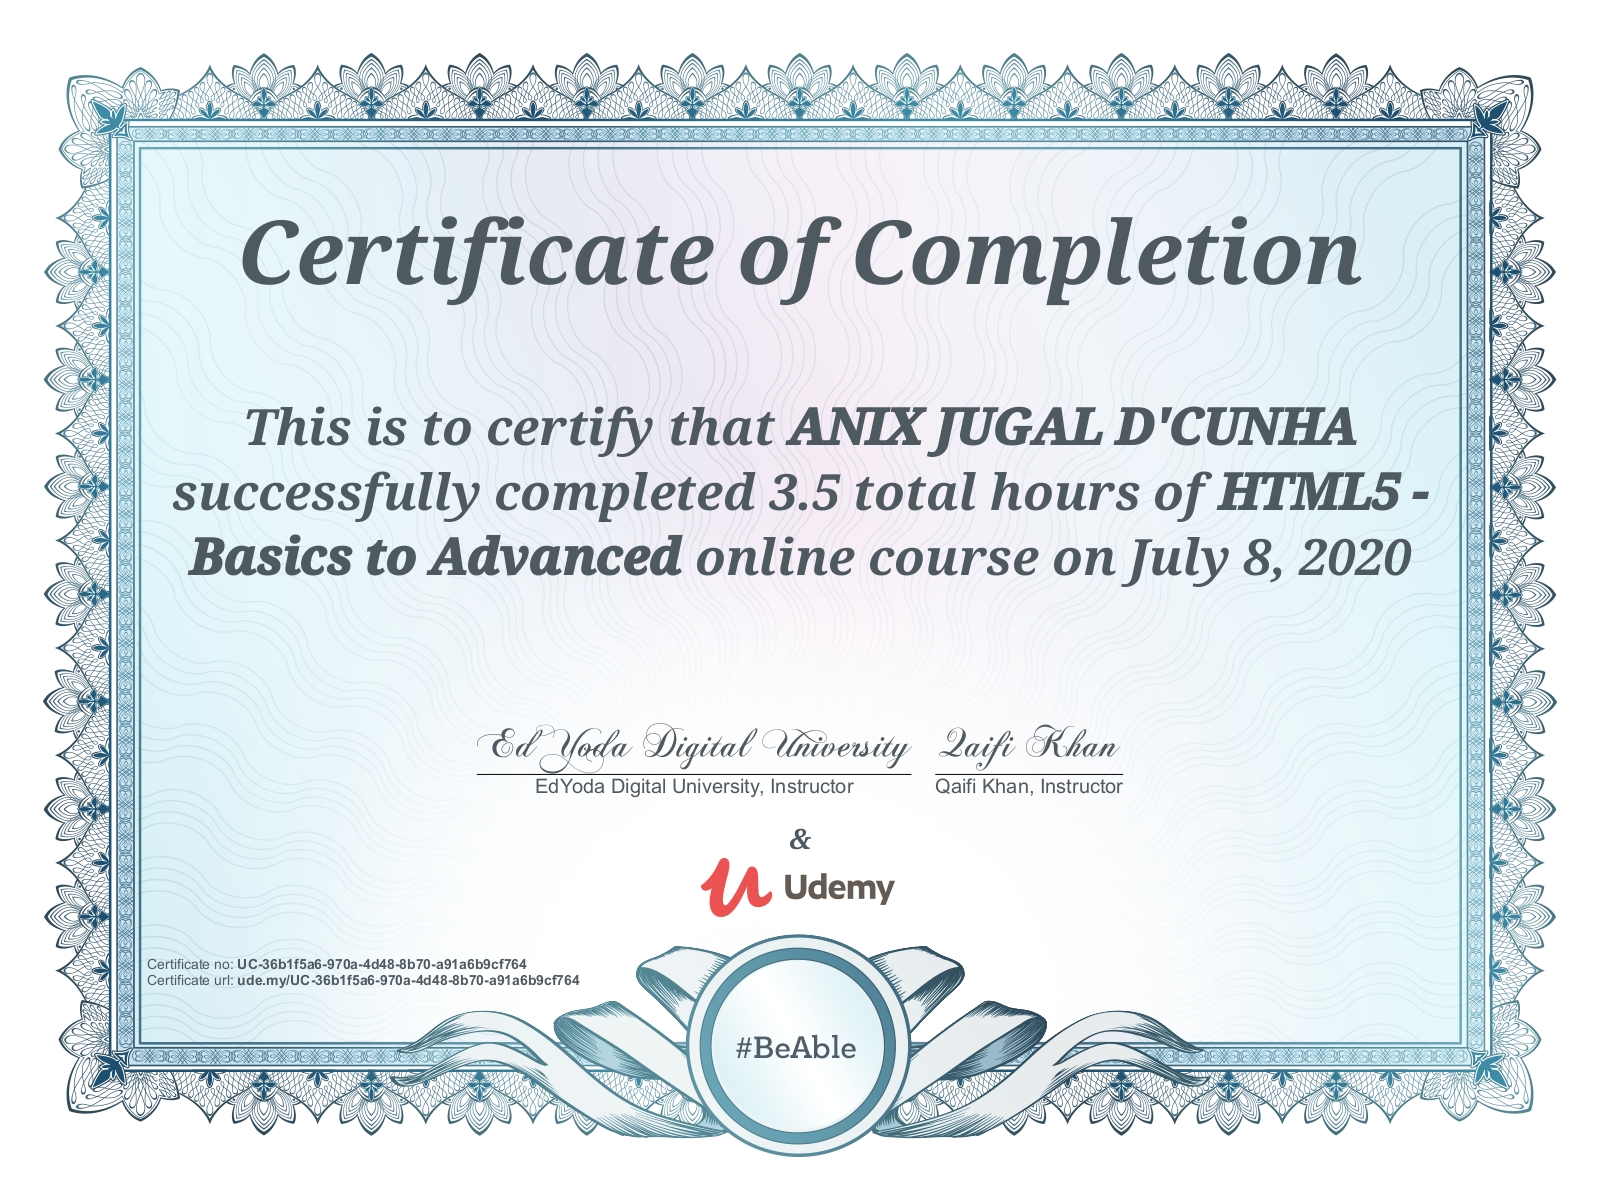 Certificate of Completion
This is to certify that ANIX JUGAL D'CUNHA
successfully completed 3.5 total hours of HTML5 -
Basics to Advanced online course on July 8, 2020
Ed Yoda Digital University Qaifi Khan
EdYoda Digital University, Instructor Qaifi Khan, Instructor
&
Udemy
Certificate no: UC-36b1f5a6-970a-4d48-8b70-a91a6b9cf764
Certificate url: ude.my/UC-36b1f5a6-970a-4d48-8b70-a91a6b9cf764
#BeAble